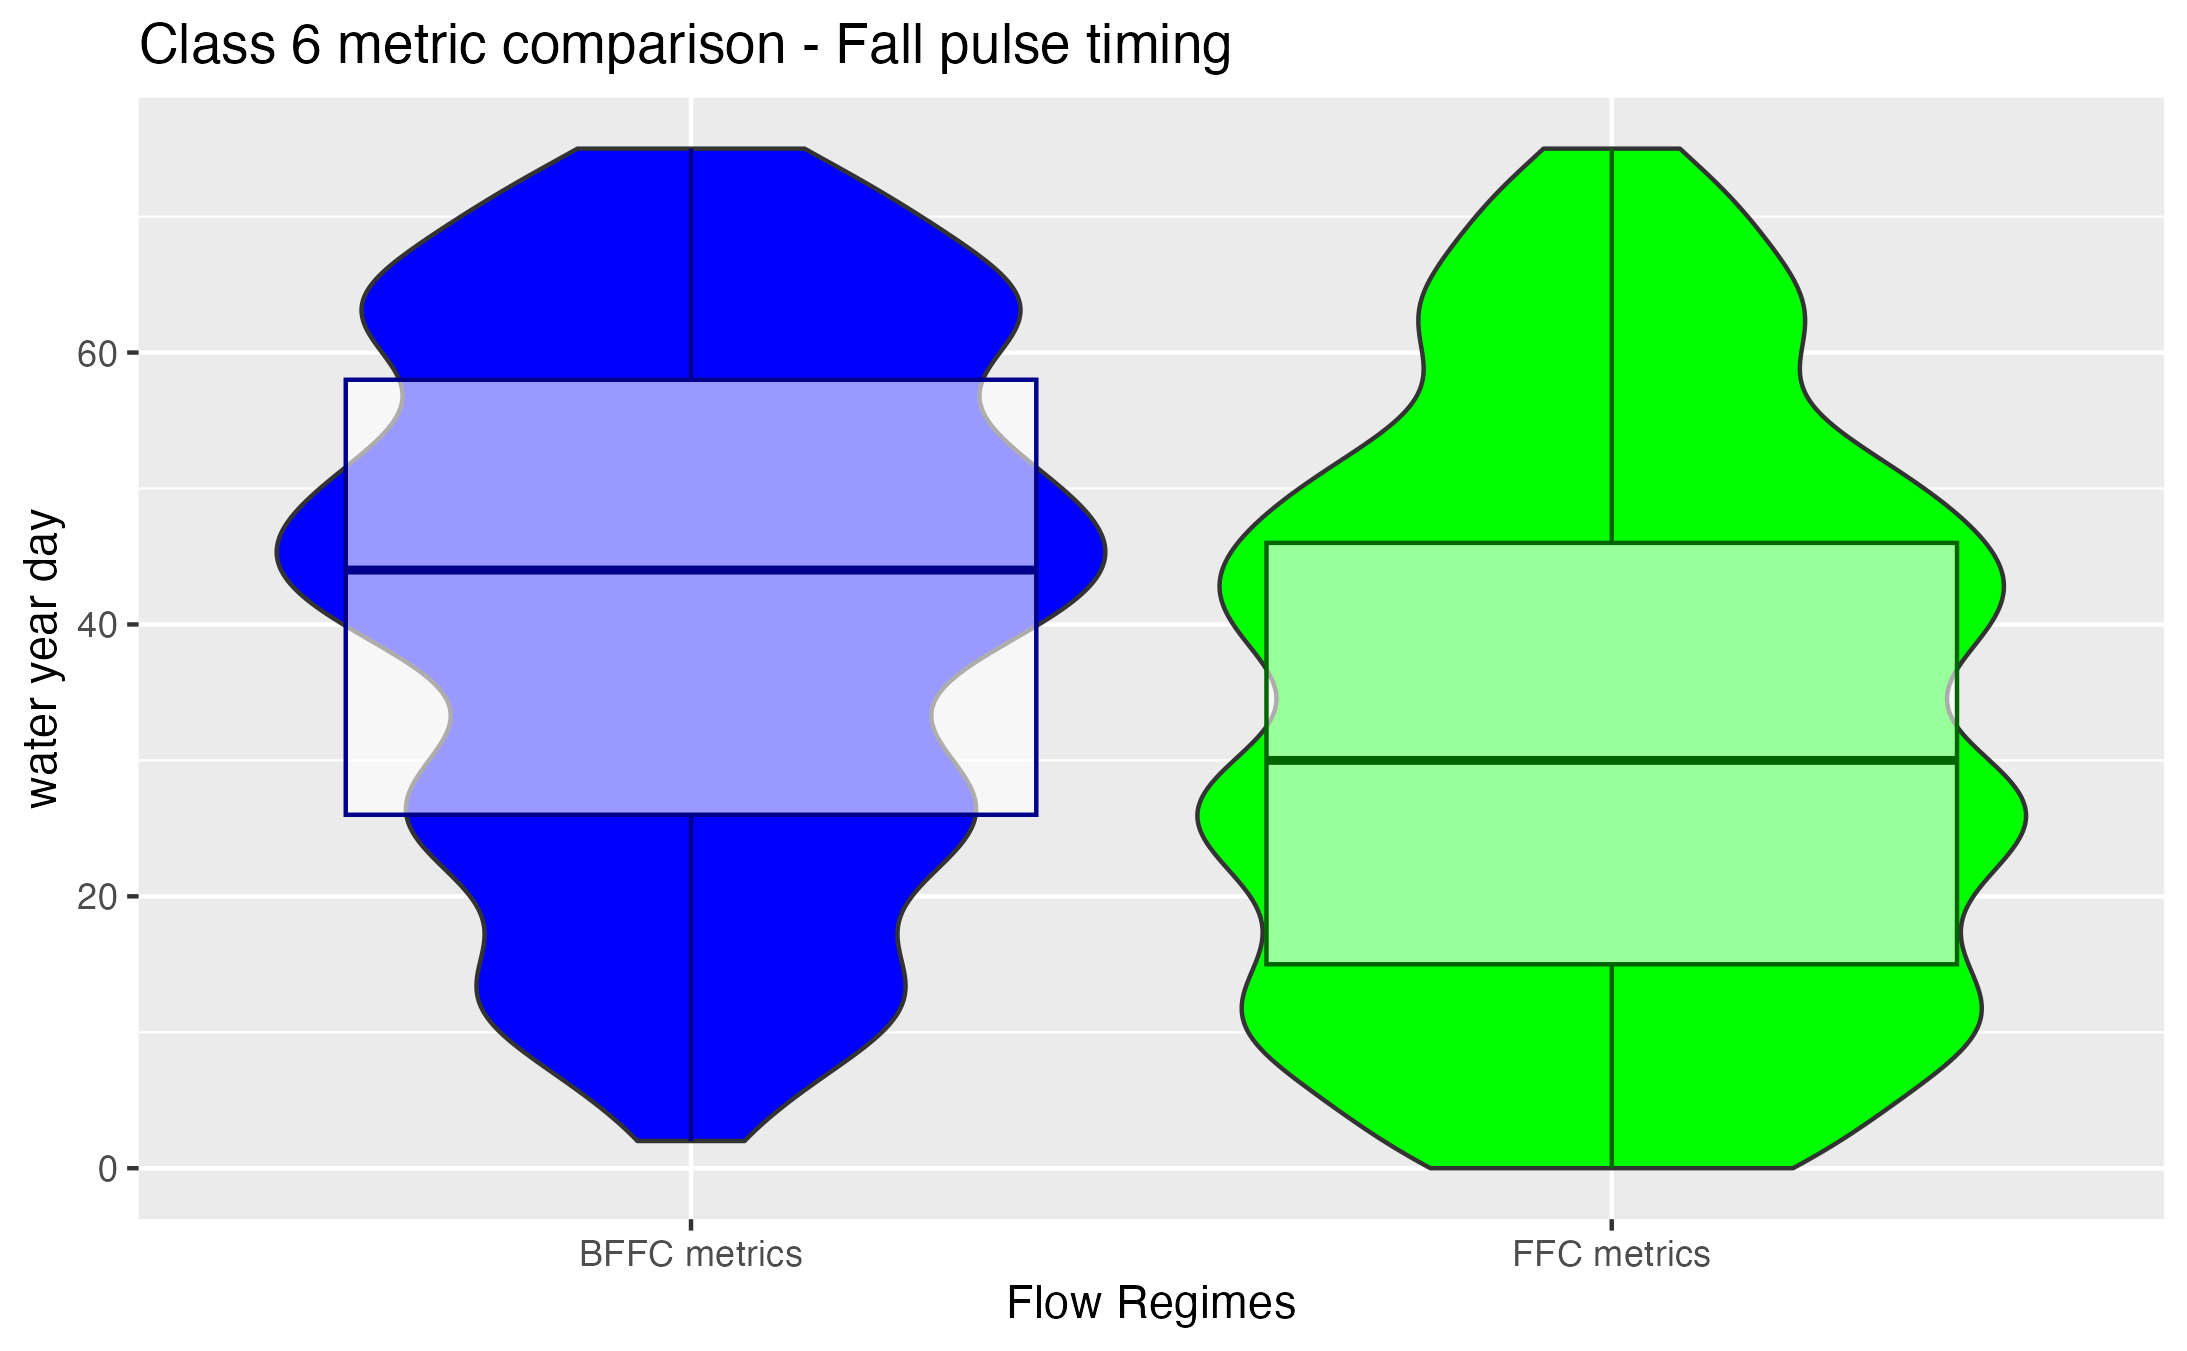 Class 6 metric comparison - Fall pulse timing
water year day
60
40
20
0
BFFC metrics
FFC metrics
Flow Regimes